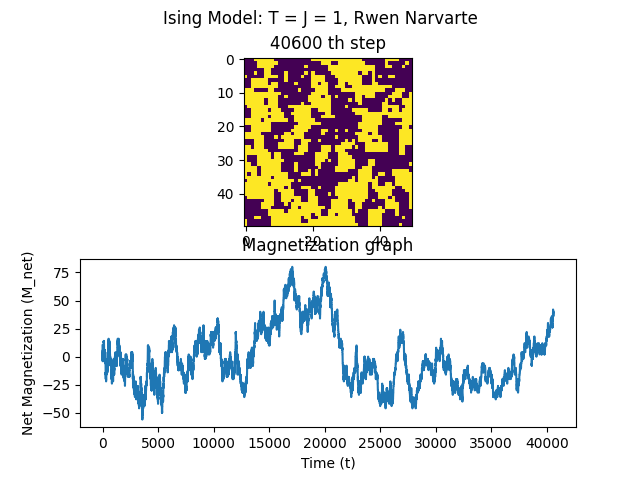 Ising Model: T = J = 1, Rwen Narvarte
40600 th step
0
10
20
30
40
0 20 40
Magnetization graph
Net Magnetization (M_net)
75
50
25
0
−25
−50
0 5000 10000 15000 20000 25000 30000 35000 40000
Time (t)